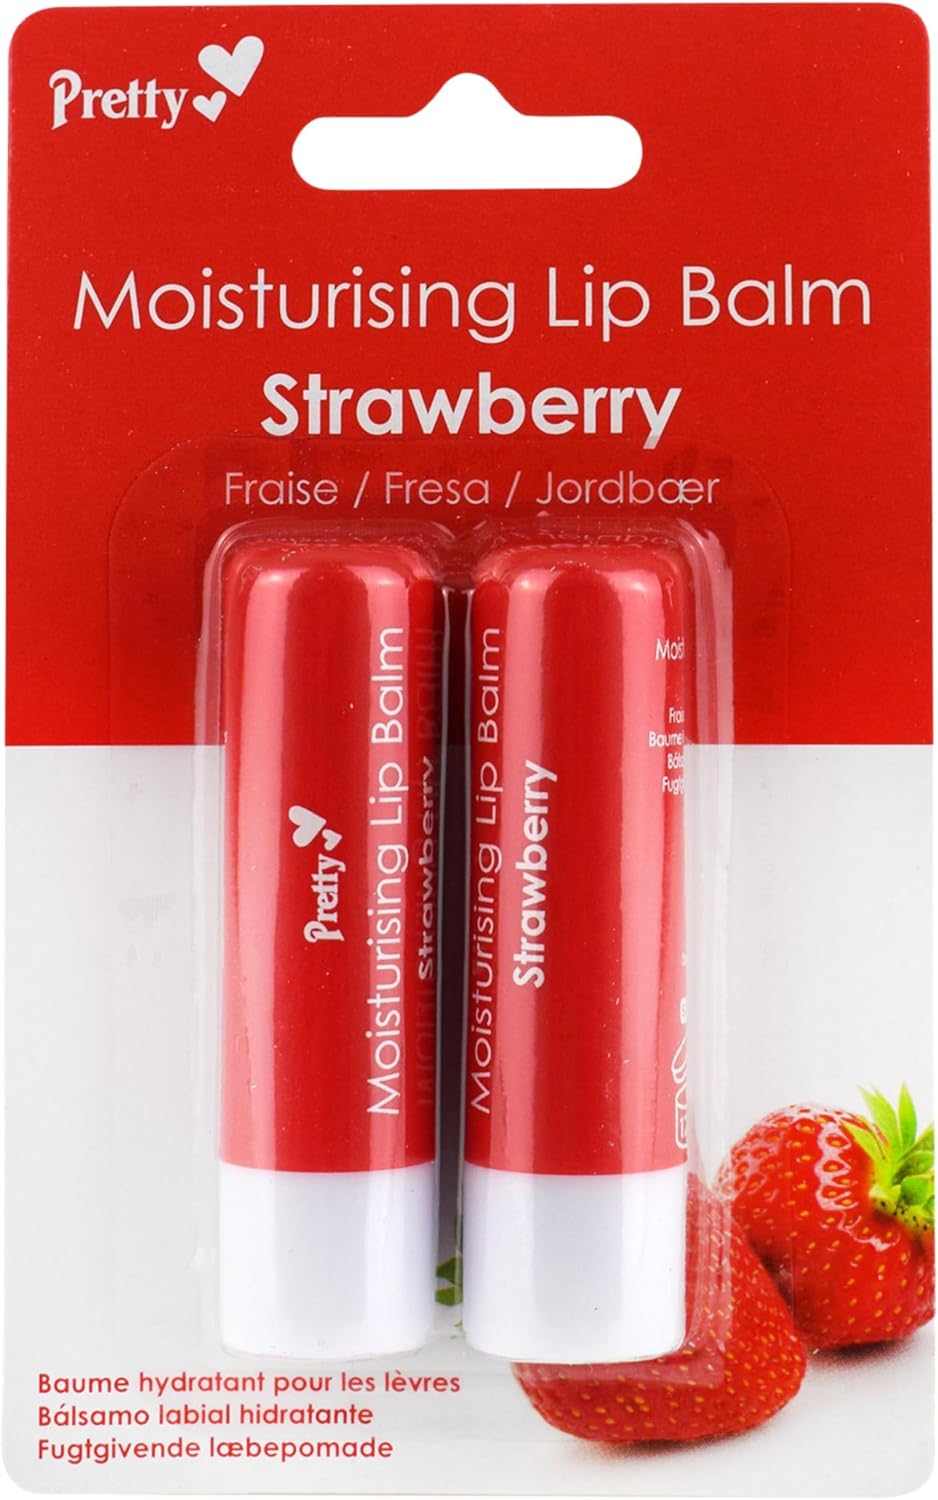 Pretty
Moisturising Lip Balm
Strawberry
Fraise / Fresa / Jordbær
Pretty
Moisturising Lip Balm
Strawberry
Moisturising Lip Balm
Strawberry
Baume hydratant pour les lèvres
Bálsamo labial hidratante
Fugtgivende læbepomade